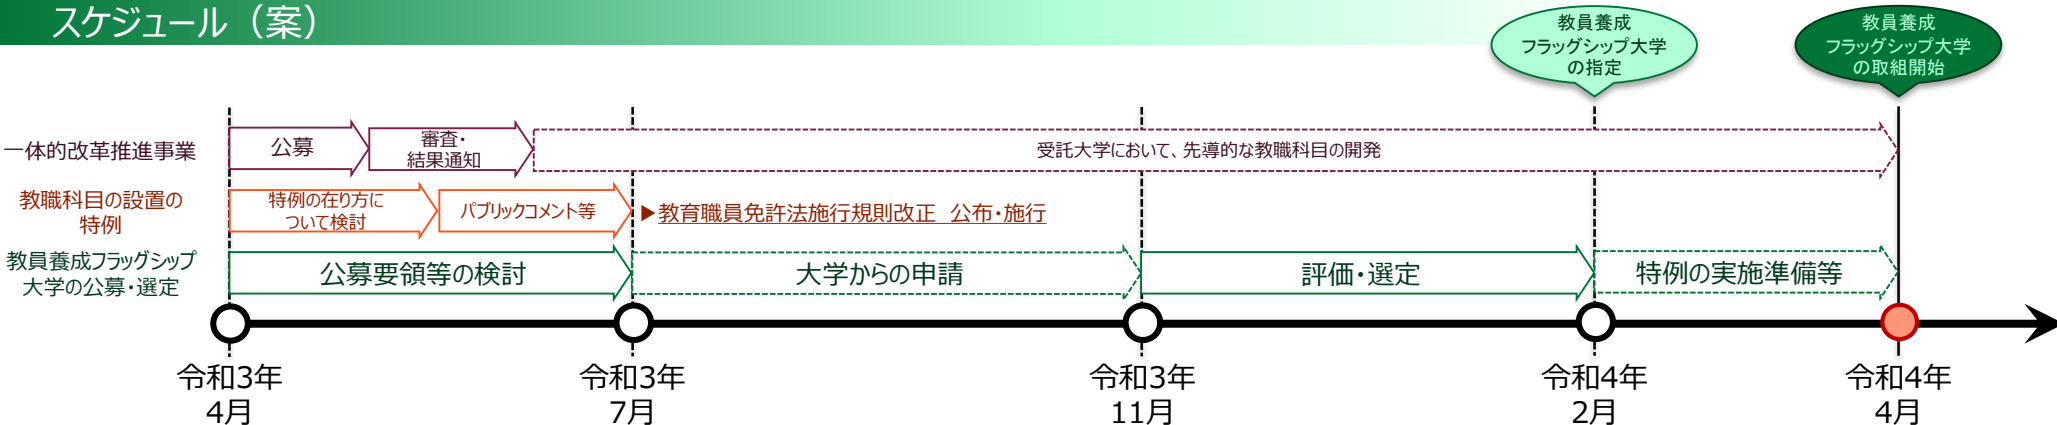 スケジュール（案）
教員養成
フラッグシップ大学
の指定
教員養成
フラッグシップ大学
の取組開始
一体的改革推進事業
公募
審査・
結果通知
受託大学において、先導的な教職科目の開発
教職科目の設置の
特例
特例の在り方に
ついて検討
パブリックコメント等
▶教育職員免許法施行規則改正　公布・施行
教員養成フラッグシップ
大学の公募・選定
公募要領等の検討
大学からの申請
評価・選定
特例の実施準備等
令和3年
4月
令和3年
7月
令和3年
11月
令和4年
2月
令和4年
4月